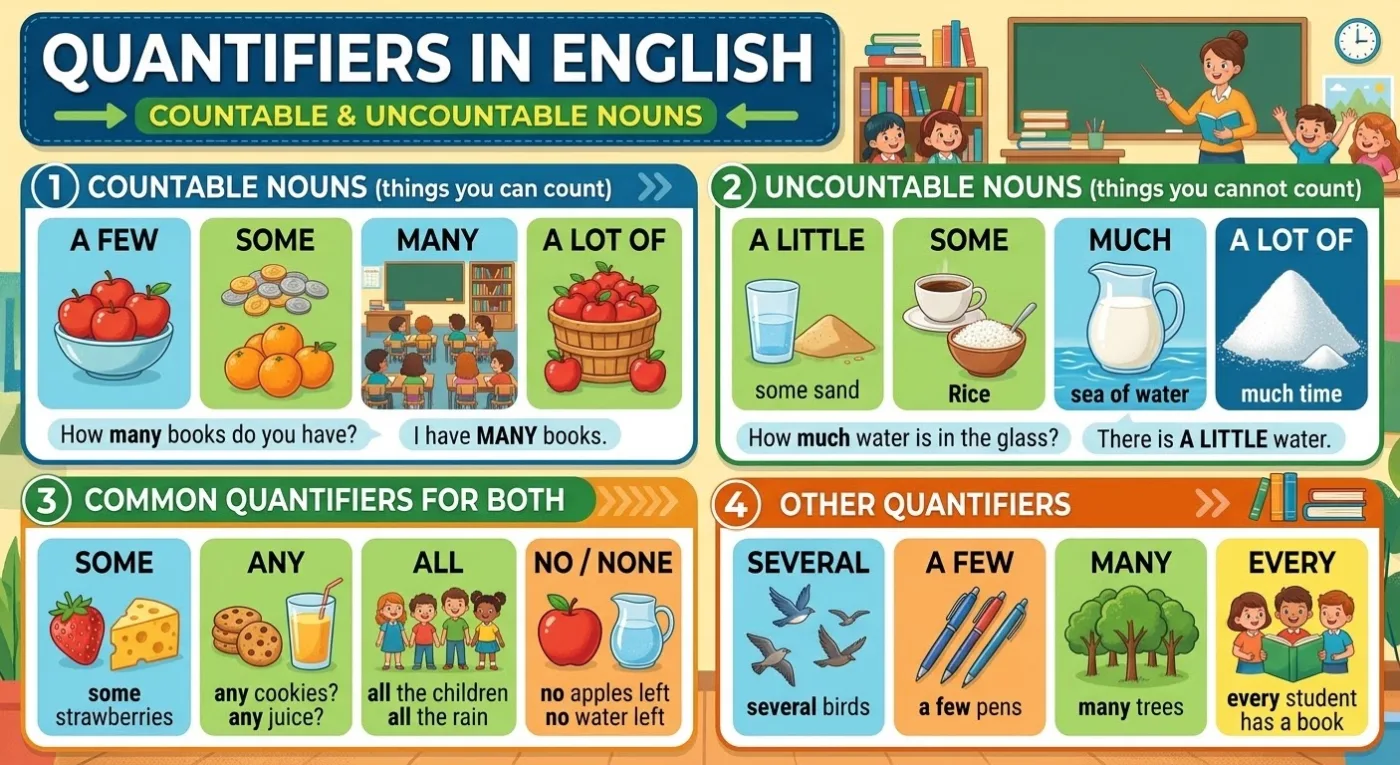 QUANTIFIERS IN ENGLISH
COUNTABLE & UNCOUNTABLE NOUNS
1 COUNTABLE NOUNS (things you can count)
A FEW
SOME
MANY
A LOT OF
How many books do you have?
I have MANY books.
2 UNCOUNTABLE NOUNS (things you cannot count)
A LITTLE
some sand
SOME
Rice
MUCH
sea of water
A LOT OF
much time
How much water is in the glass?
There is A LITTLE water.
3 COMMON QUANTIFIERS FOR BOTH
SOME
some
strawberries
ANY
any cookies?
any juice?
ALL
all the children
all the rain
NO / NONE
no apples left
no water left
4 OTHER QUANTIFIERS
SEVERAL
several birds
A FEW
a few pens
MANY
many trees
EVERY
every student
has a book